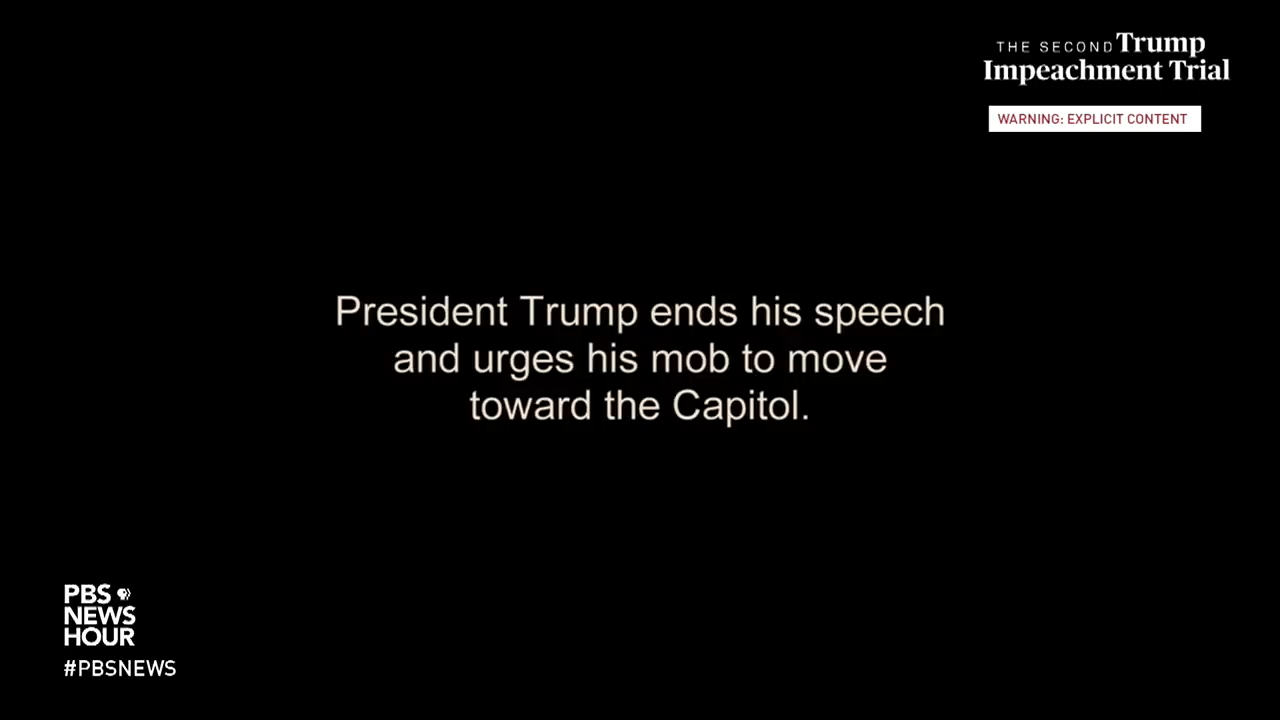 THE SECOND Trump
Impeachment Trial
WARNING: EXPLICIT CONTENT
President Trump ends his speech
and urges his mob to move
toward the Capitol.
PBS
NEWS
HOUR
#PBSNEWS